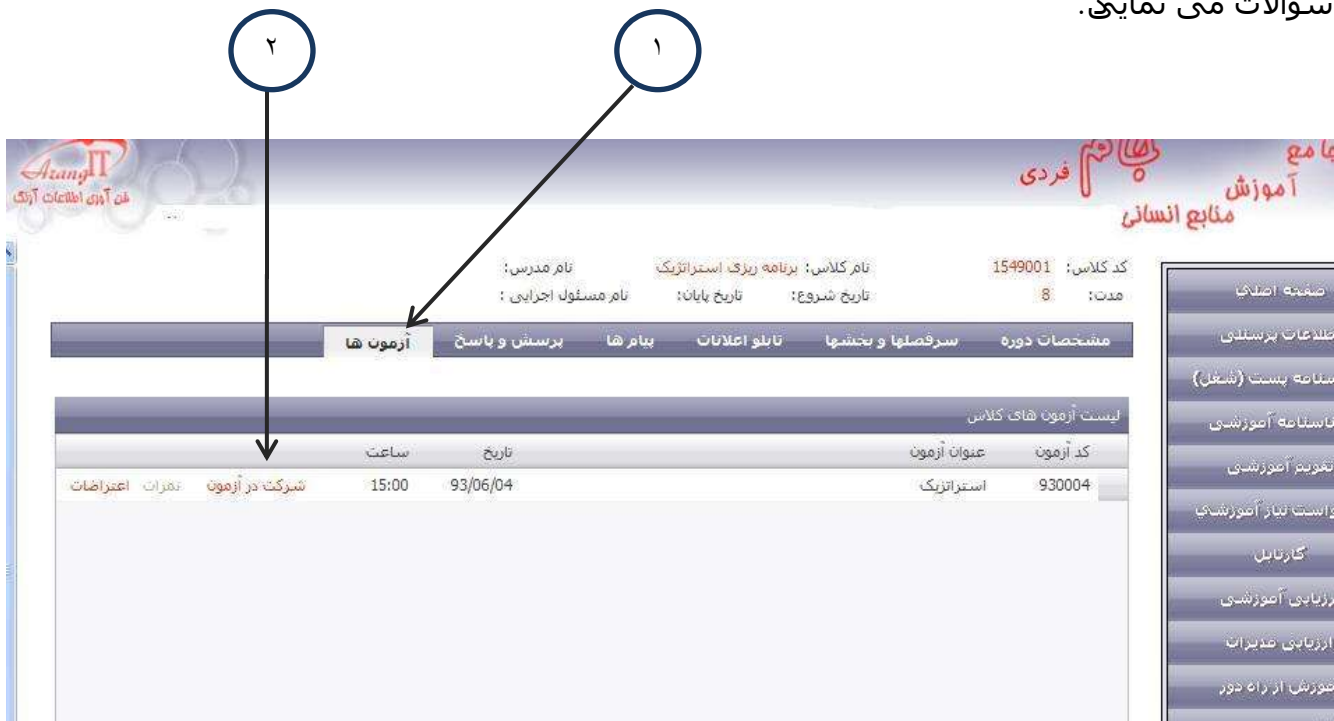 سوالات می نمایی.
۱
۲
جامع
آموزش
منابع انسانی
فردی
ArangIT
فن آوری اطلاعات آرنگ
کد کلاس: 1549001 نام کلاس: برنامه ریزی استراتژیک نام مدرس:
مدت: 8 تاریخ شروع: تاریخ پایان: نام مسئول اجرایی :
مشخصات دوره سرفصلها و بخشها تابلو اعلانات پیام ها پرسش و پاسخ آزمون ها
لیست آزمون های کلاس
کد آزمون عنوان آزمون تاریخ ساعت
930004 استراتژیک 93/06/04 15:00 شرکت در آزمون نمرات اعتراضات
صفحه اصلی
اطلاعات پرسنلی
شناسنامه پست (شغل)
شناسنامه آموزشی
تقویم آموزشی
درخواست نیاز آموزشی
کارتابل
ارزیابی آموزشی
ارزیابی مدیران
آموزش از راه دور